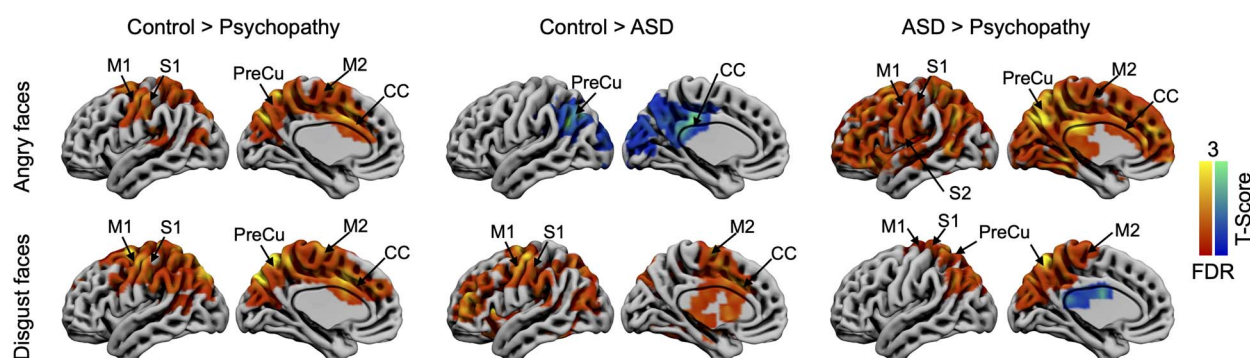 Control > Psychopathy
Control > ASD
ASD > Psychopathy
Angry faces
M1
S1
PreCu
M2
CC
PreCu
CC
M1
S1
S2
PreCu
M2
CC
3
T-Score
FDR
Disgust faces
M1
S1
PreCu
M2
CC
M1
S1
M2
CC
M1
S1
PreCu
M2